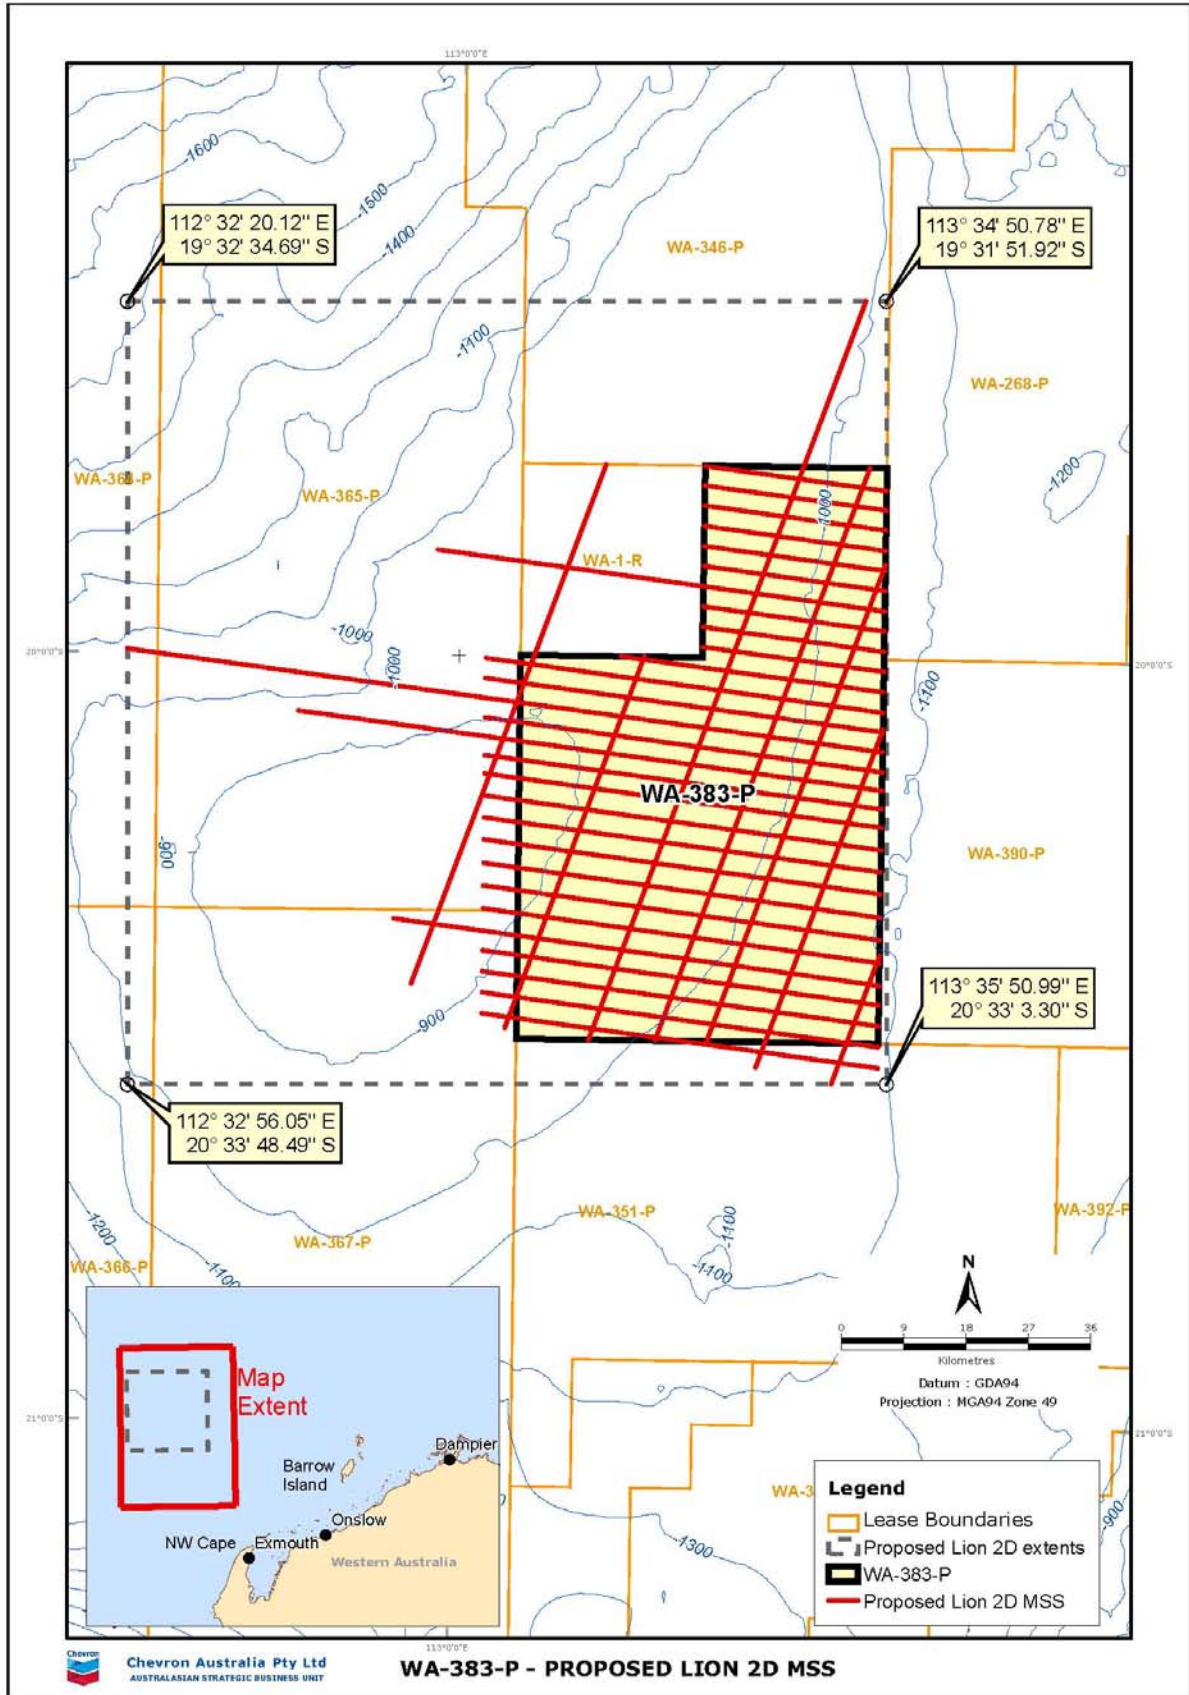 113°0'0"E
-1600
112° 32' 20.12" E
19° 32' 34.69" S
-1500
-1400
WA-346-P
113° 34' 50.78" E
19° 31' 51.92" S
-1100
WA-268-P
-1200
WA-365-P
-1000
WA-1-R
-1000
-1000
20°0'0"S
20°0'0"S
-1100
WA-383-P
-900
WA-390-P
-900
113° 35' 50.99" E
20° 33' 3.30" S
112° 32' 56.05" E
20° 33' 48.49" S
-1200
WA-366-P
-1100
WA-367-P
WA-351-P
-1100
-1100
WA-392-P
N
0 9 18 27 36
Kilometres
Datum : GDA94
Projection : MGA94 Zone 49
Map
Extent
21°0'0"S
21°0'0"S
Dampier
Barrow
Island
Onslow
NW Cape
Exmouth
Western Australia
-1300
-900
WA-3
Legend
Lease Boundaries
Proposed Lion 2D extents
WA-383-P
Proposed Lion 2D MSS
113°0'0"E
Chevron
Chevron Australia Pty Ltd
AUSTRALASIAN STRATEGIC BUSINESS UNIT
WA-383-P - PROPOSED LION 2D MSS